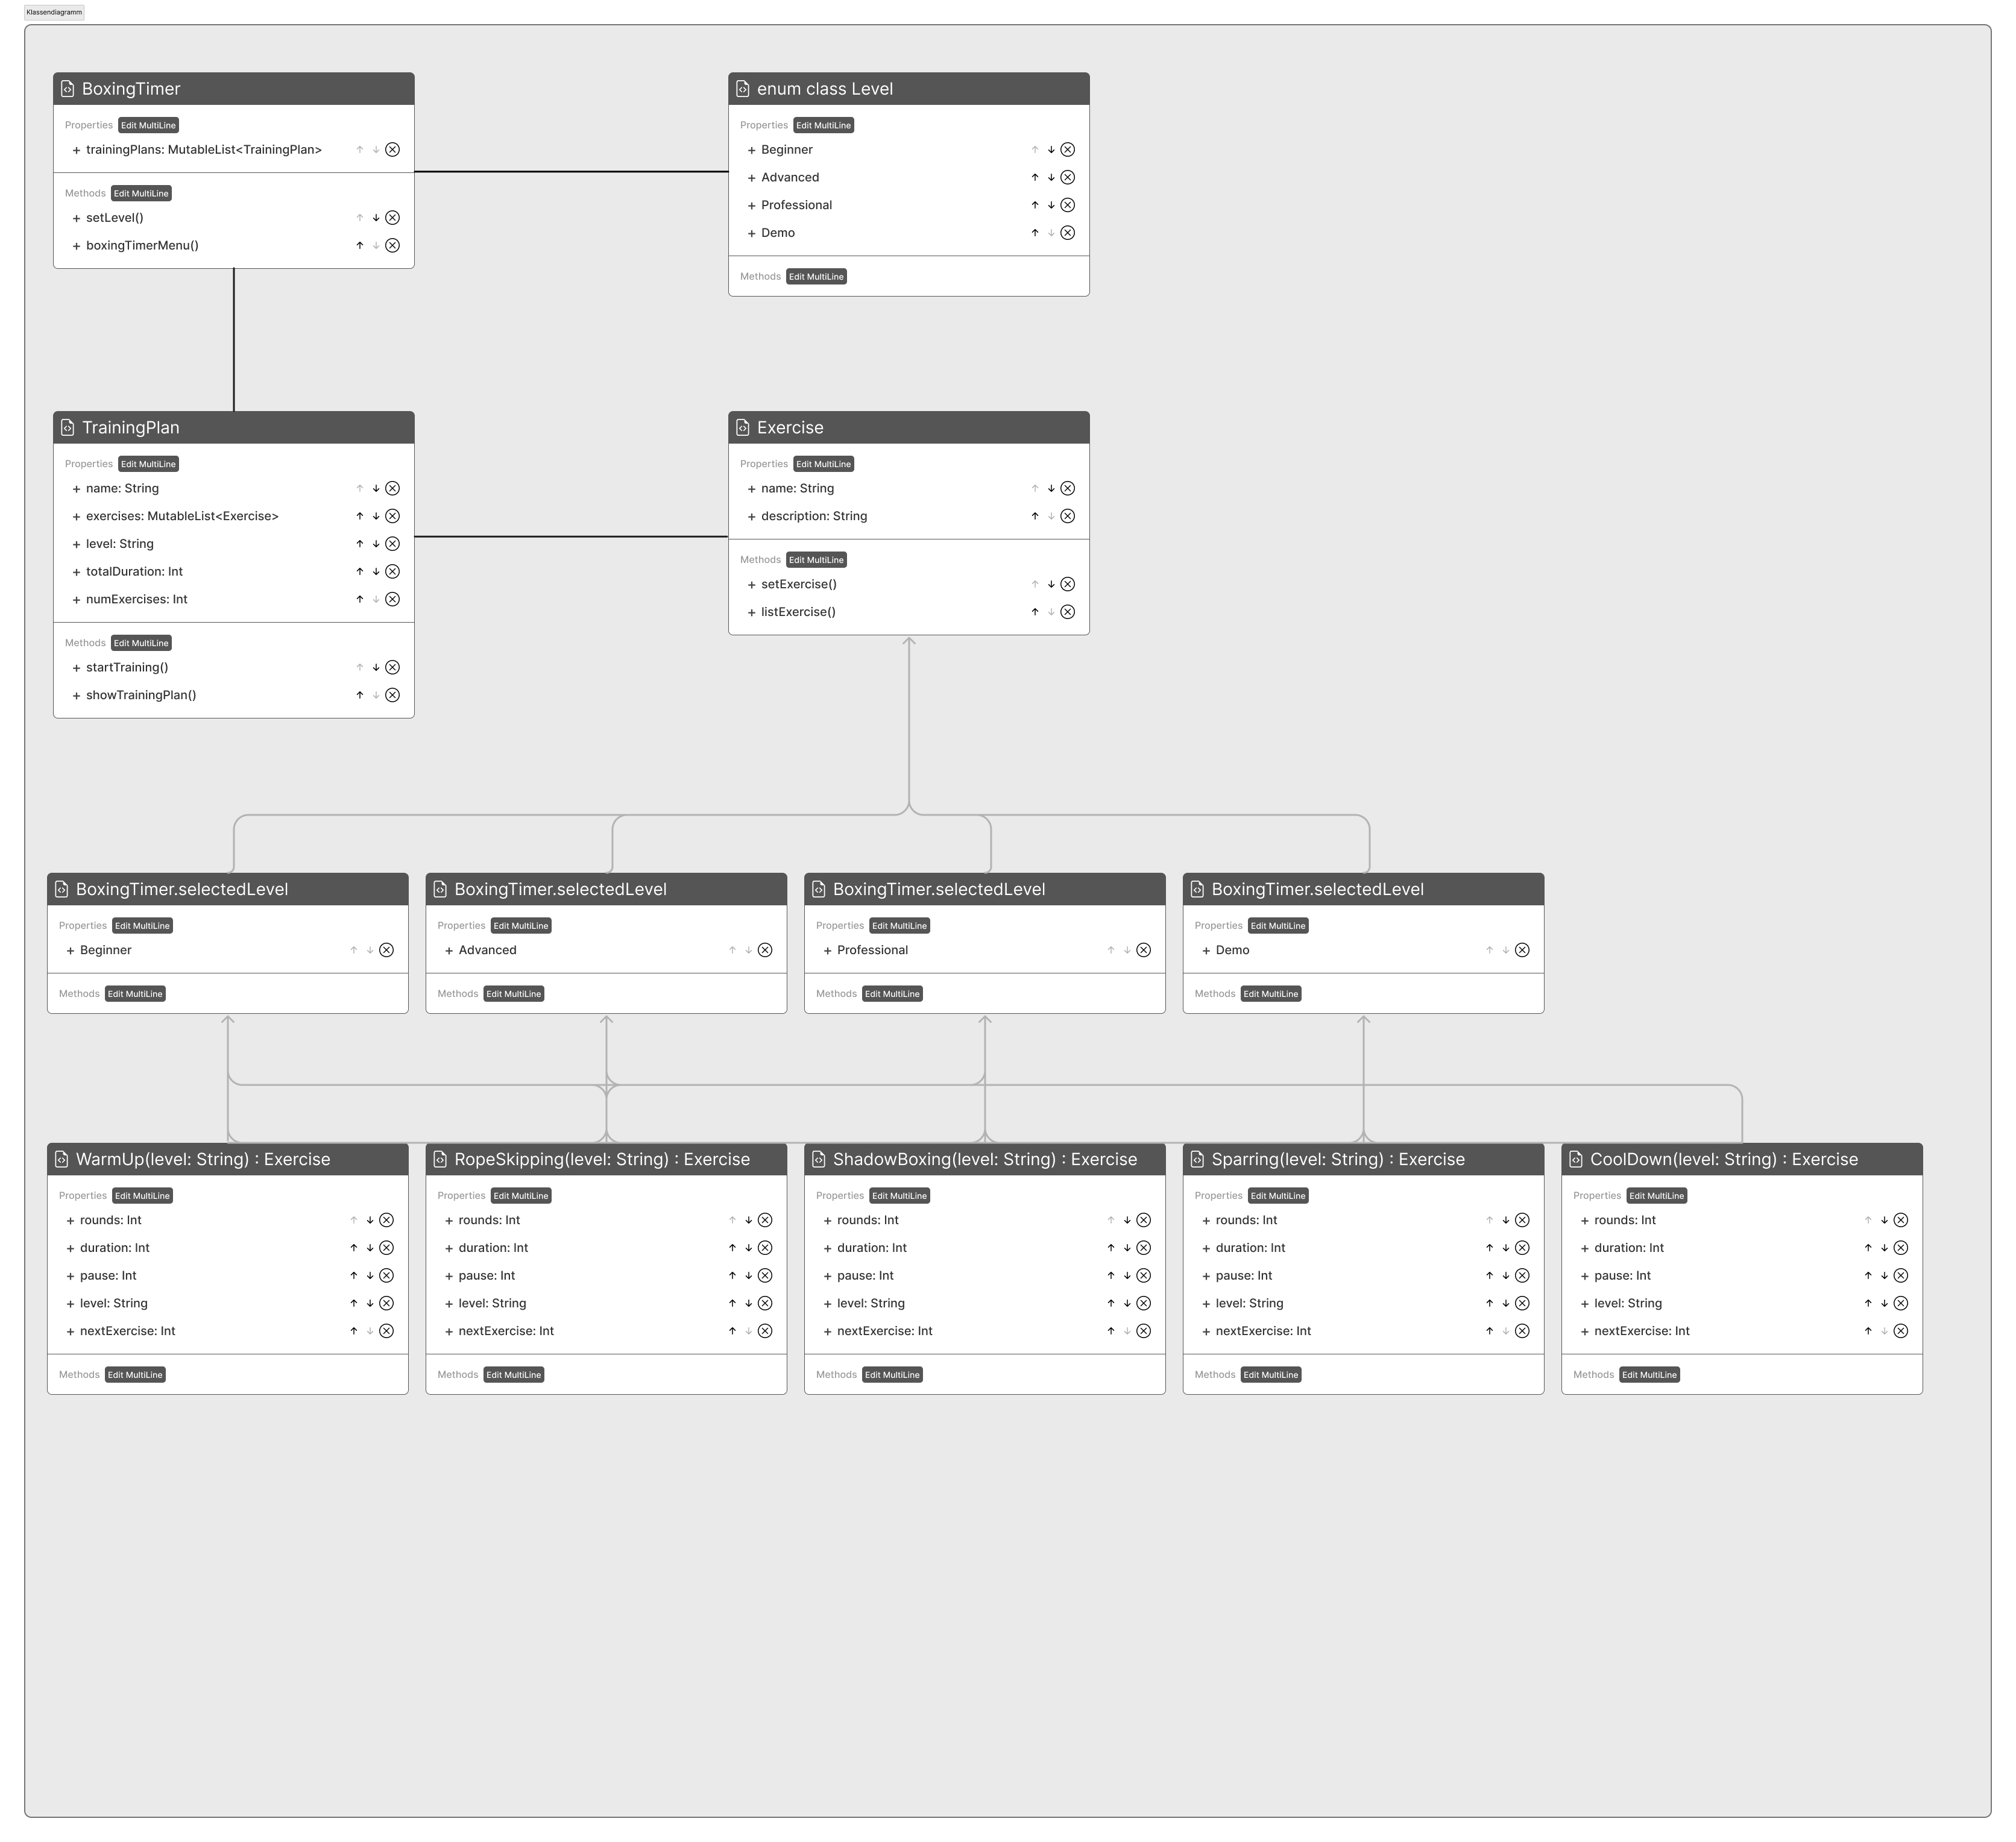 Klassendiagramm
BoxingTimer
Properties Edit MultiLine
+ trainingPlans: MutableList<TrainingPlan>
Methods Edit MultiLine
+ setLevel()
+ boxingTimerMenu()
enum class Level
Properties Edit MultiLine
+ Beginner
+ Advanced
+ Professional
+ Demo
Methods Edit MultiLine
TrainingPlan
Properties Edit MultiLine
+ name: String
+ exercises: MutableList<Exercise>
+ level: String
+ totalDuration: Int
+ numExercises: Int
Methods Edit MultiLine
+ startTraining()
+ showTrainingPlan()
Exercise
Properties Edit MultiLine
+ name: String
+ description: String
Methods Edit MultiLine
+ setExercise()
+ listExercise()
BoxingTimer.selectedLevel
Properties Edit MultiLine
+ Beginner
Methods Edit MultiLine
BoxingTimer.selectedLevel
Properties Edit MultiLine
+ Advanced
Methods Edit MultiLine
BoxingTimer.selectedLevel
Properties Edit MultiLine
+ Professional
Methods Edit MultiLine
BoxingTimer.selectedLevel
Properties Edit MultiLine
+ Demo
Methods Edit MultiLine
WarmUp(level: String) : Exercise
Properties Edit MultiLine
+ rounds: Int
+ duration: Int
+ pause: Int
+ level: String
+ nextExercise: Int
Methods Edit MultiLine
RopeSkipping(level: String) : Exercise
Properties Edit MultiLine
+ rounds: Int
+ duration: Int
+ pause: Int
+ level: String
+ nextExercise: Int
Methods Edit MultiLine
ShadowBoxing(level: String) : Exercise
Properties Edit MultiLine
+ rounds: Int
+ duration: Int
+ pause: Int
+ level: String
+ nextExercise: Int
Methods Edit MultiLine
Sparring(level: String) : Exercise
Properties Edit MultiLine
+ rounds: Int
+ duration: Int
+ pause: Int
+ level: String
+ nextExercise: Int
Methods Edit MultiLine
CoolDown(level: String) : Exercise
Properties Edit MultiLine
+ rounds: Int
+ duration: Int
+ pause: Int
+ level: String
+ nextExercise: Int
Methods Edit MultiLine